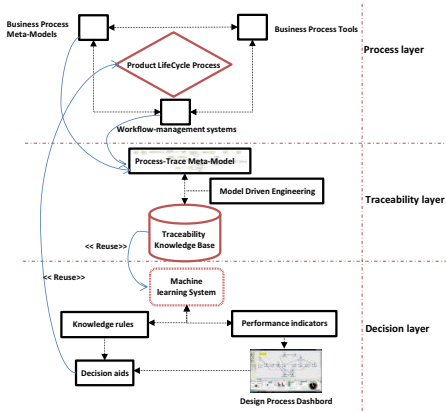 Business Process
Meta-Models
Business Process Tools
Process layer
Product LifeCycle Process
Workflow-management systems
Process-Trace Meta-Model
Model Driven Engineering
Traceability layer
Traceability
Knowledge Base
<< Reuse>>
<< Reuse>>
Machine
learning System
Knowledge rules
Performance indicators
Decision layer
Decision aids
Design Process Dashbord